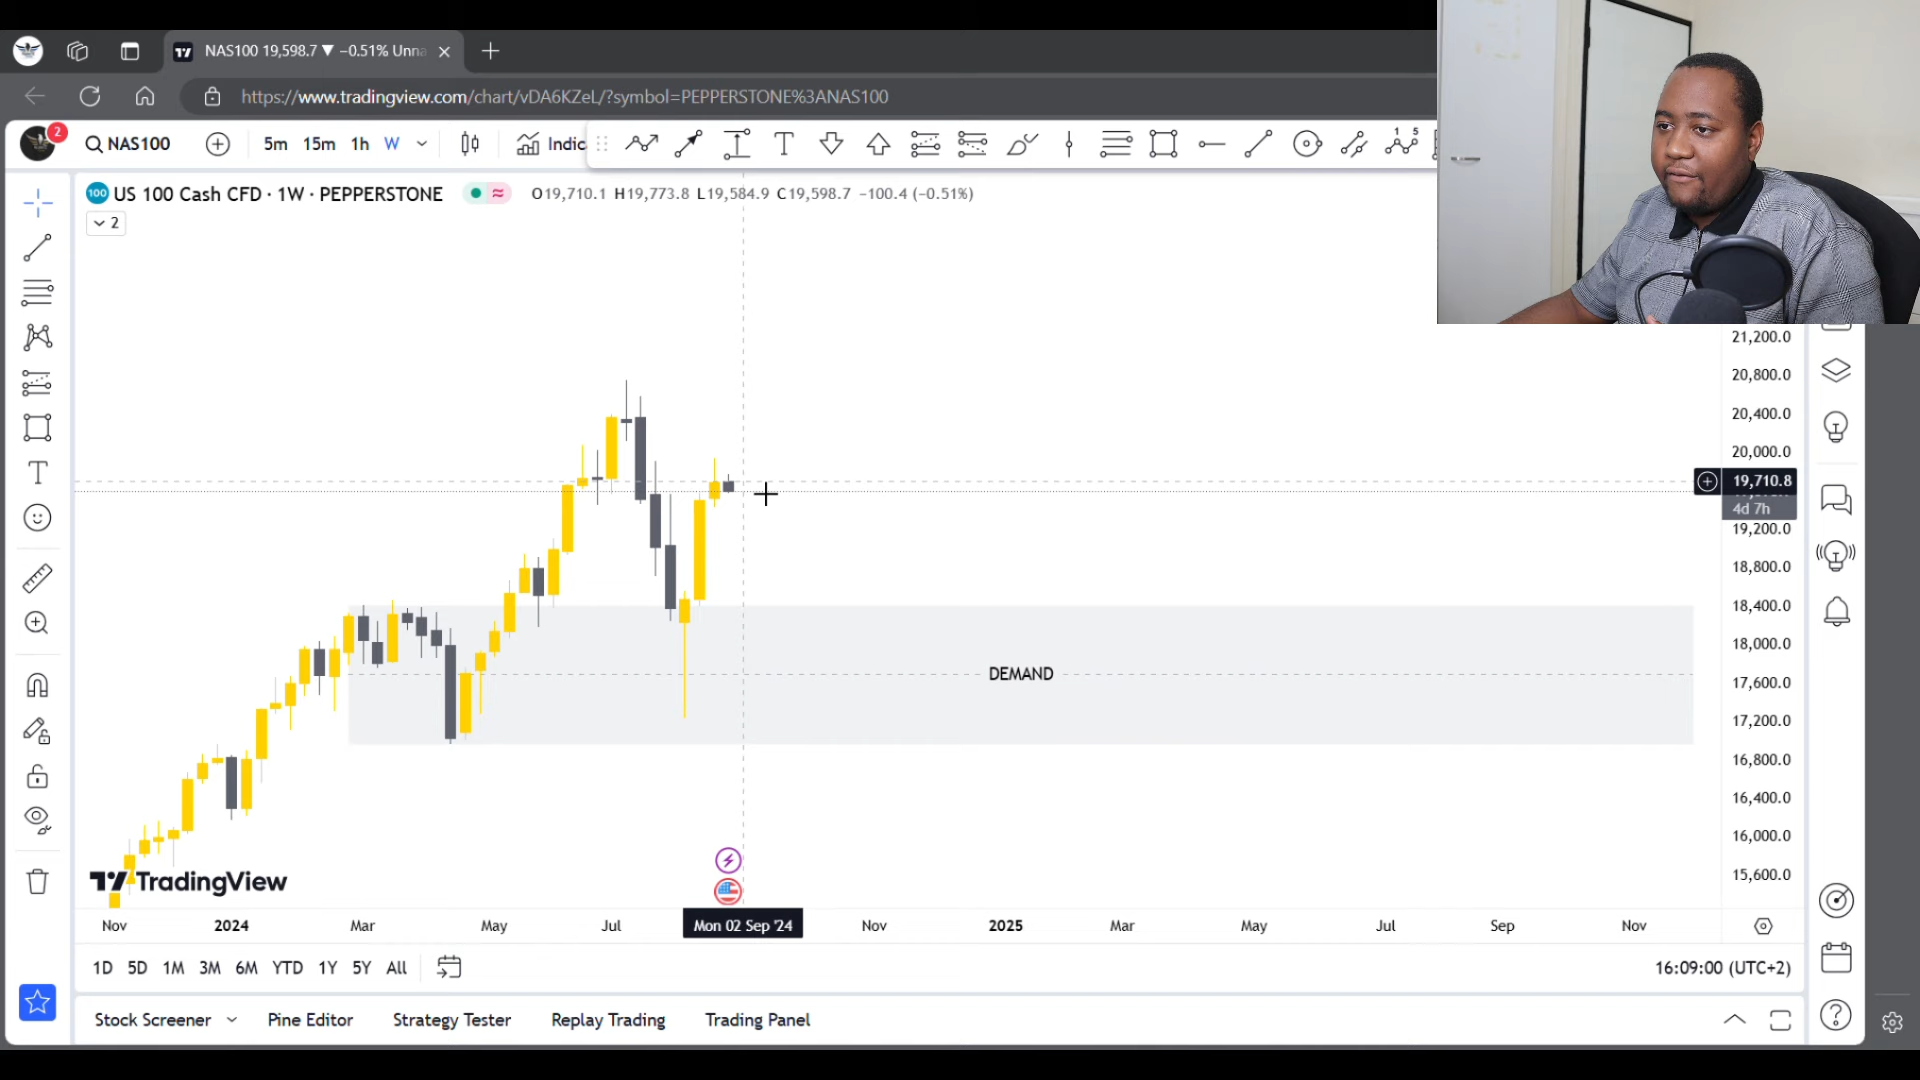 NAS100 19,598.7 ▼ −0.51% Unna
https://www.tradingview.com/chart/vDA6KZeL/?symbol=PEPPERSTONE%3ANAS100
2
NAS100
5m 15m 1h W
Indic
1 5
100 US 100 Cash CFD · 1W · PEPPERSTONE
O19,710.1 H19,773.8 L19,584.9 C19,598.7 −100.4 (−0.51%)
2
21,200.0
20,800.0
20,400.0
20,000.0
19,710.8
4d 7h
19,200.0
18,800.0
18,400.0
18,000.0
DEMAND
17,600.0
17,200.0
16,800.0
16,400.0
16,000.0
15,600.0
TradingView
Nov 2024 Mar May Jul Mon 02 Sep '24 Nov 2025 Mar May Jul Sep Nov
1D 5D 1M 3M 6M YTD 1Y 5Y All
16:09:00 (UTC+2)
Stock Screener Pine Editor Strategy Tester Replay Trading Trading Panel